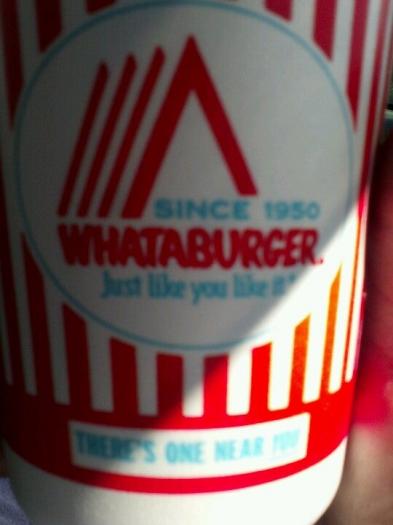 SINCE 1950
WHATABURGER.
Just like you like it!
THERE'S ONE NEAR YOU